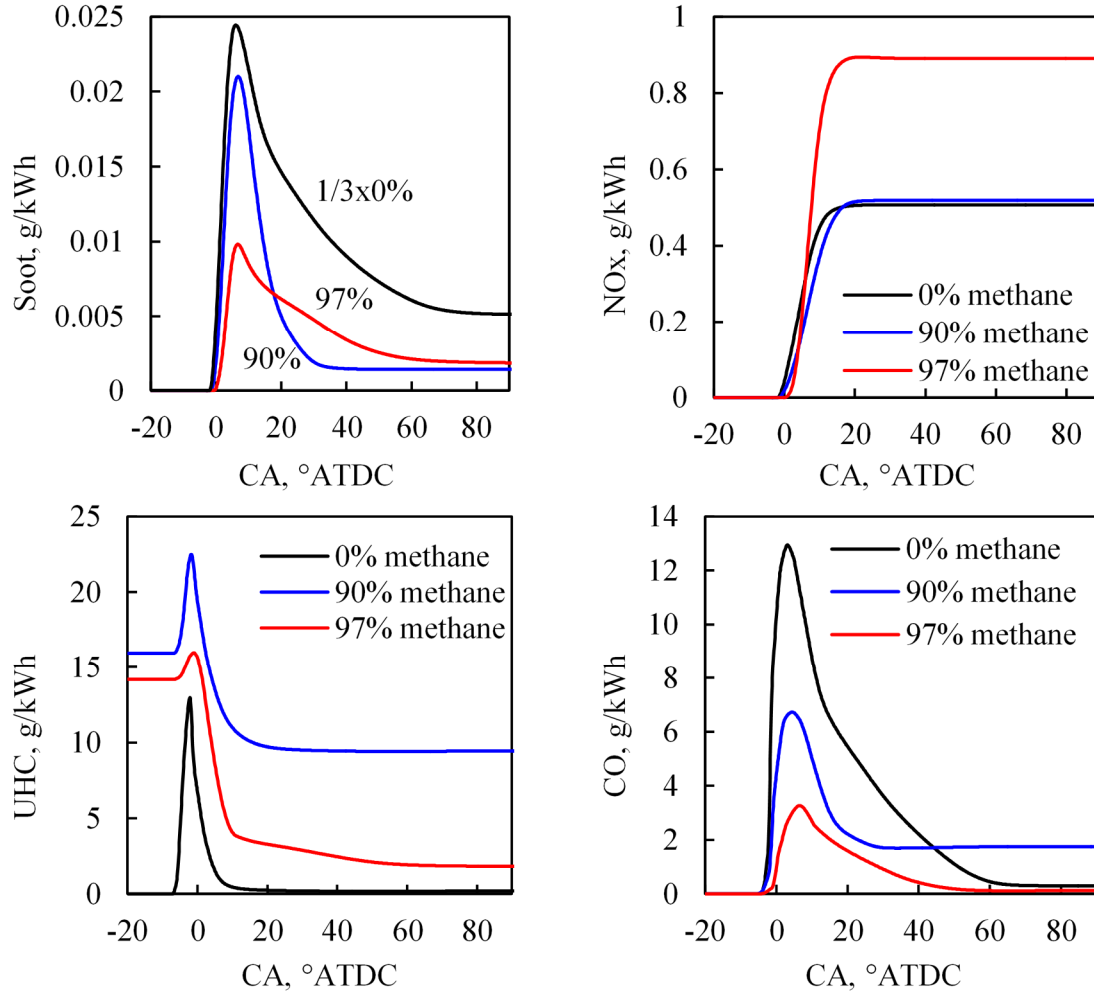 0.025
0.02
0.015
0.01
0.005
0
-20 0 20 40 60 80
Soot, g/kWh
CA, °ATDC
1/3x0%
97%
90%
1
0.8
0.6
0.4
0.2
0
-20 0 20 40 60 80
NOx, g/kWh
CA, °ATDC
0% methane
90% methane
97% methane
25
20
15
10
5
0
-20 0 20 40 60 80
UHC, g/kWh
CA, °ATDC
0% methane
90% methane
97% methane
14
12
10
8
6
4
2
0
-20 0 20 40 60 80
CO, g/kWh
CA, °ATDC
0% methane
90% methane
97% methane